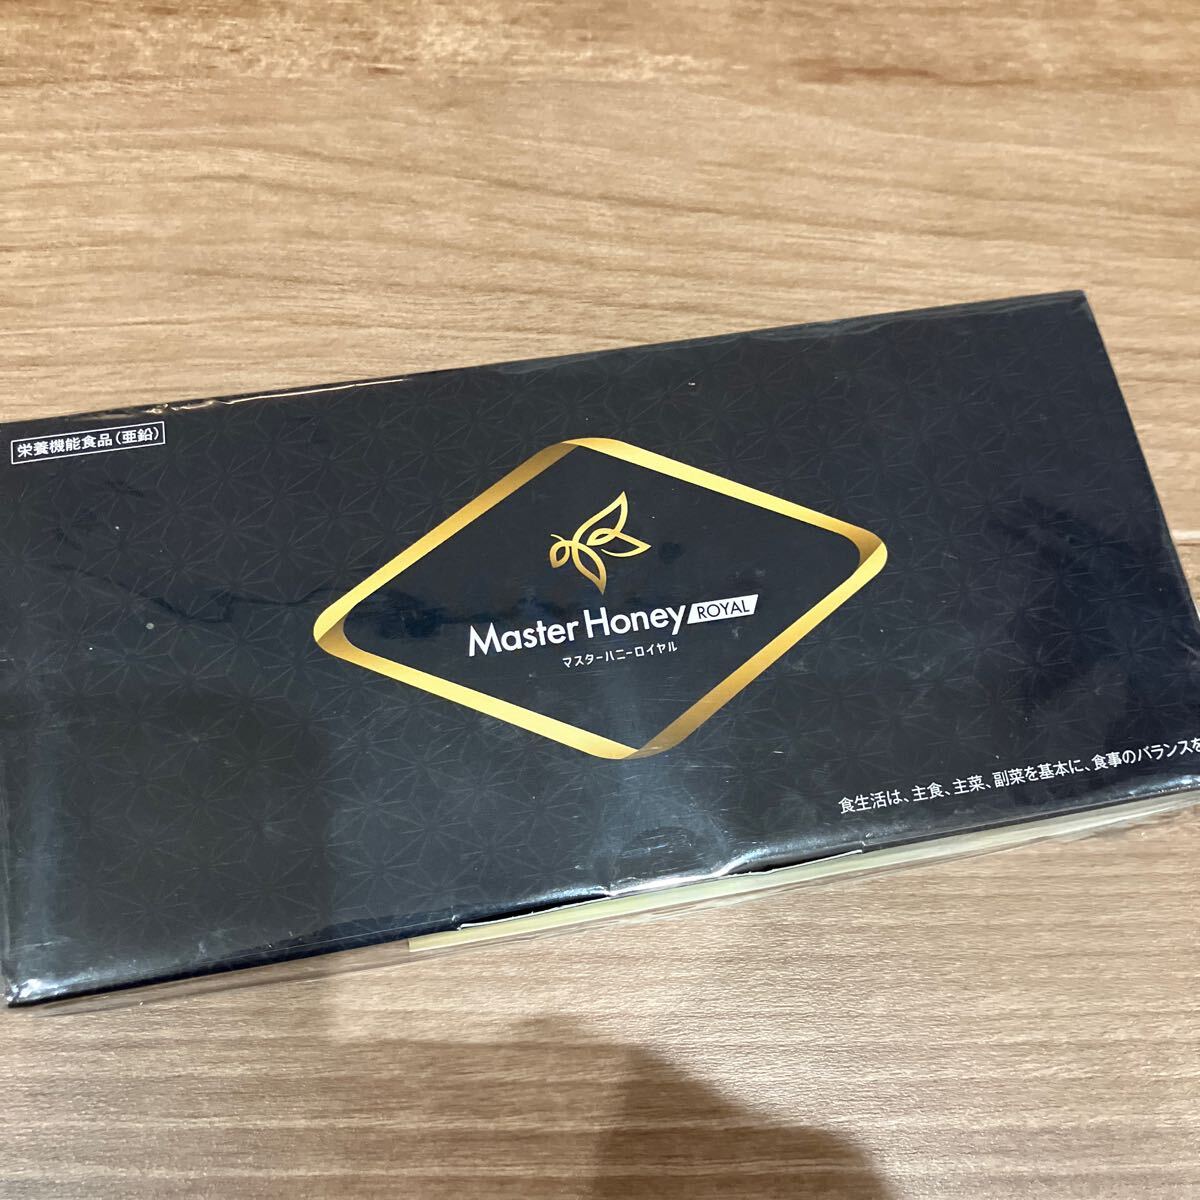 栄養機能食品(亜鉛)
Master Honey ROYAL
マスターハニーロイヤル
食生活は、主食、主菜、副菜を基本に、食事のバランスを